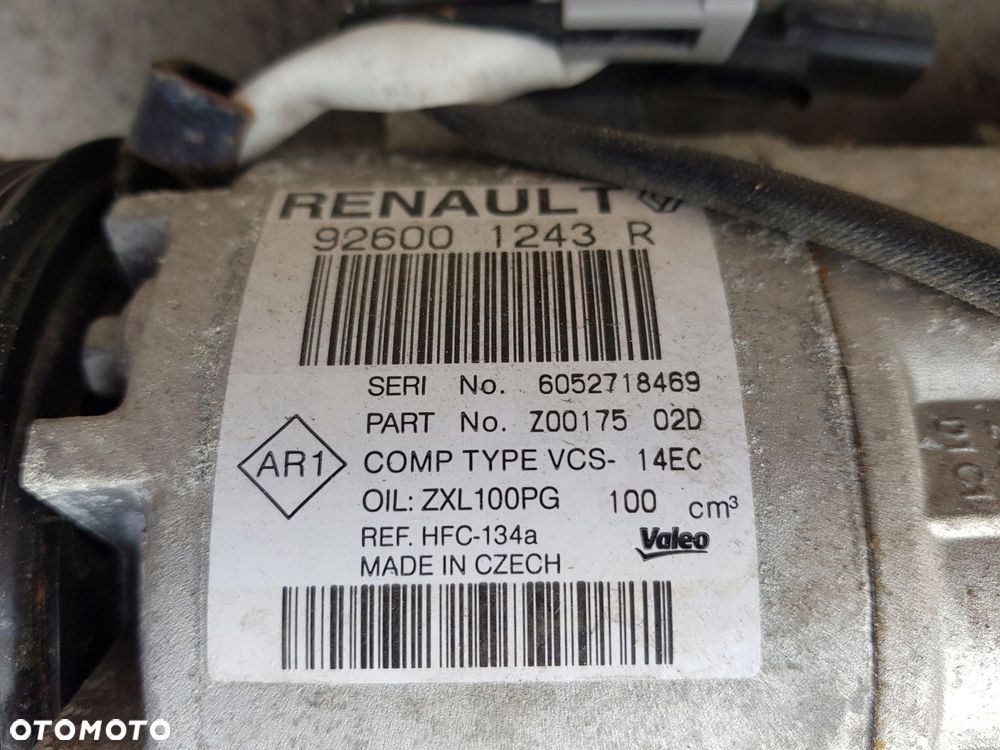 RENAULT
92600 1243 R
SERI No. 6052718469
PART No. Z00175 02D
AR1
COMP TYPE VCS- 14EC
OIL: ZXL100PG 100 cm³
REF. HFC-134a
Valeo
MADE IN CZECH
OTOMOTO